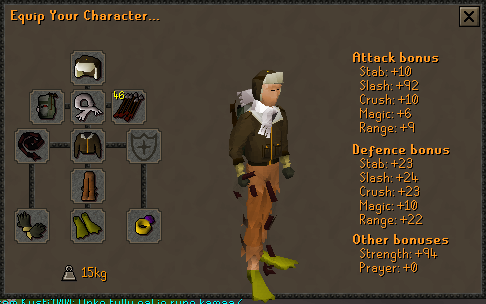 Equip Your Character...
46
Attack bonus
Stab: +10
Slash: +92
Crush: +10
Magic: +6
Range: +9
Defence bonus
Stab: +23
Slash: +24
Crush: +23
Magic: +10
Range: +22
Other bonuses
Strength: +94
Prayer: +0
15kg